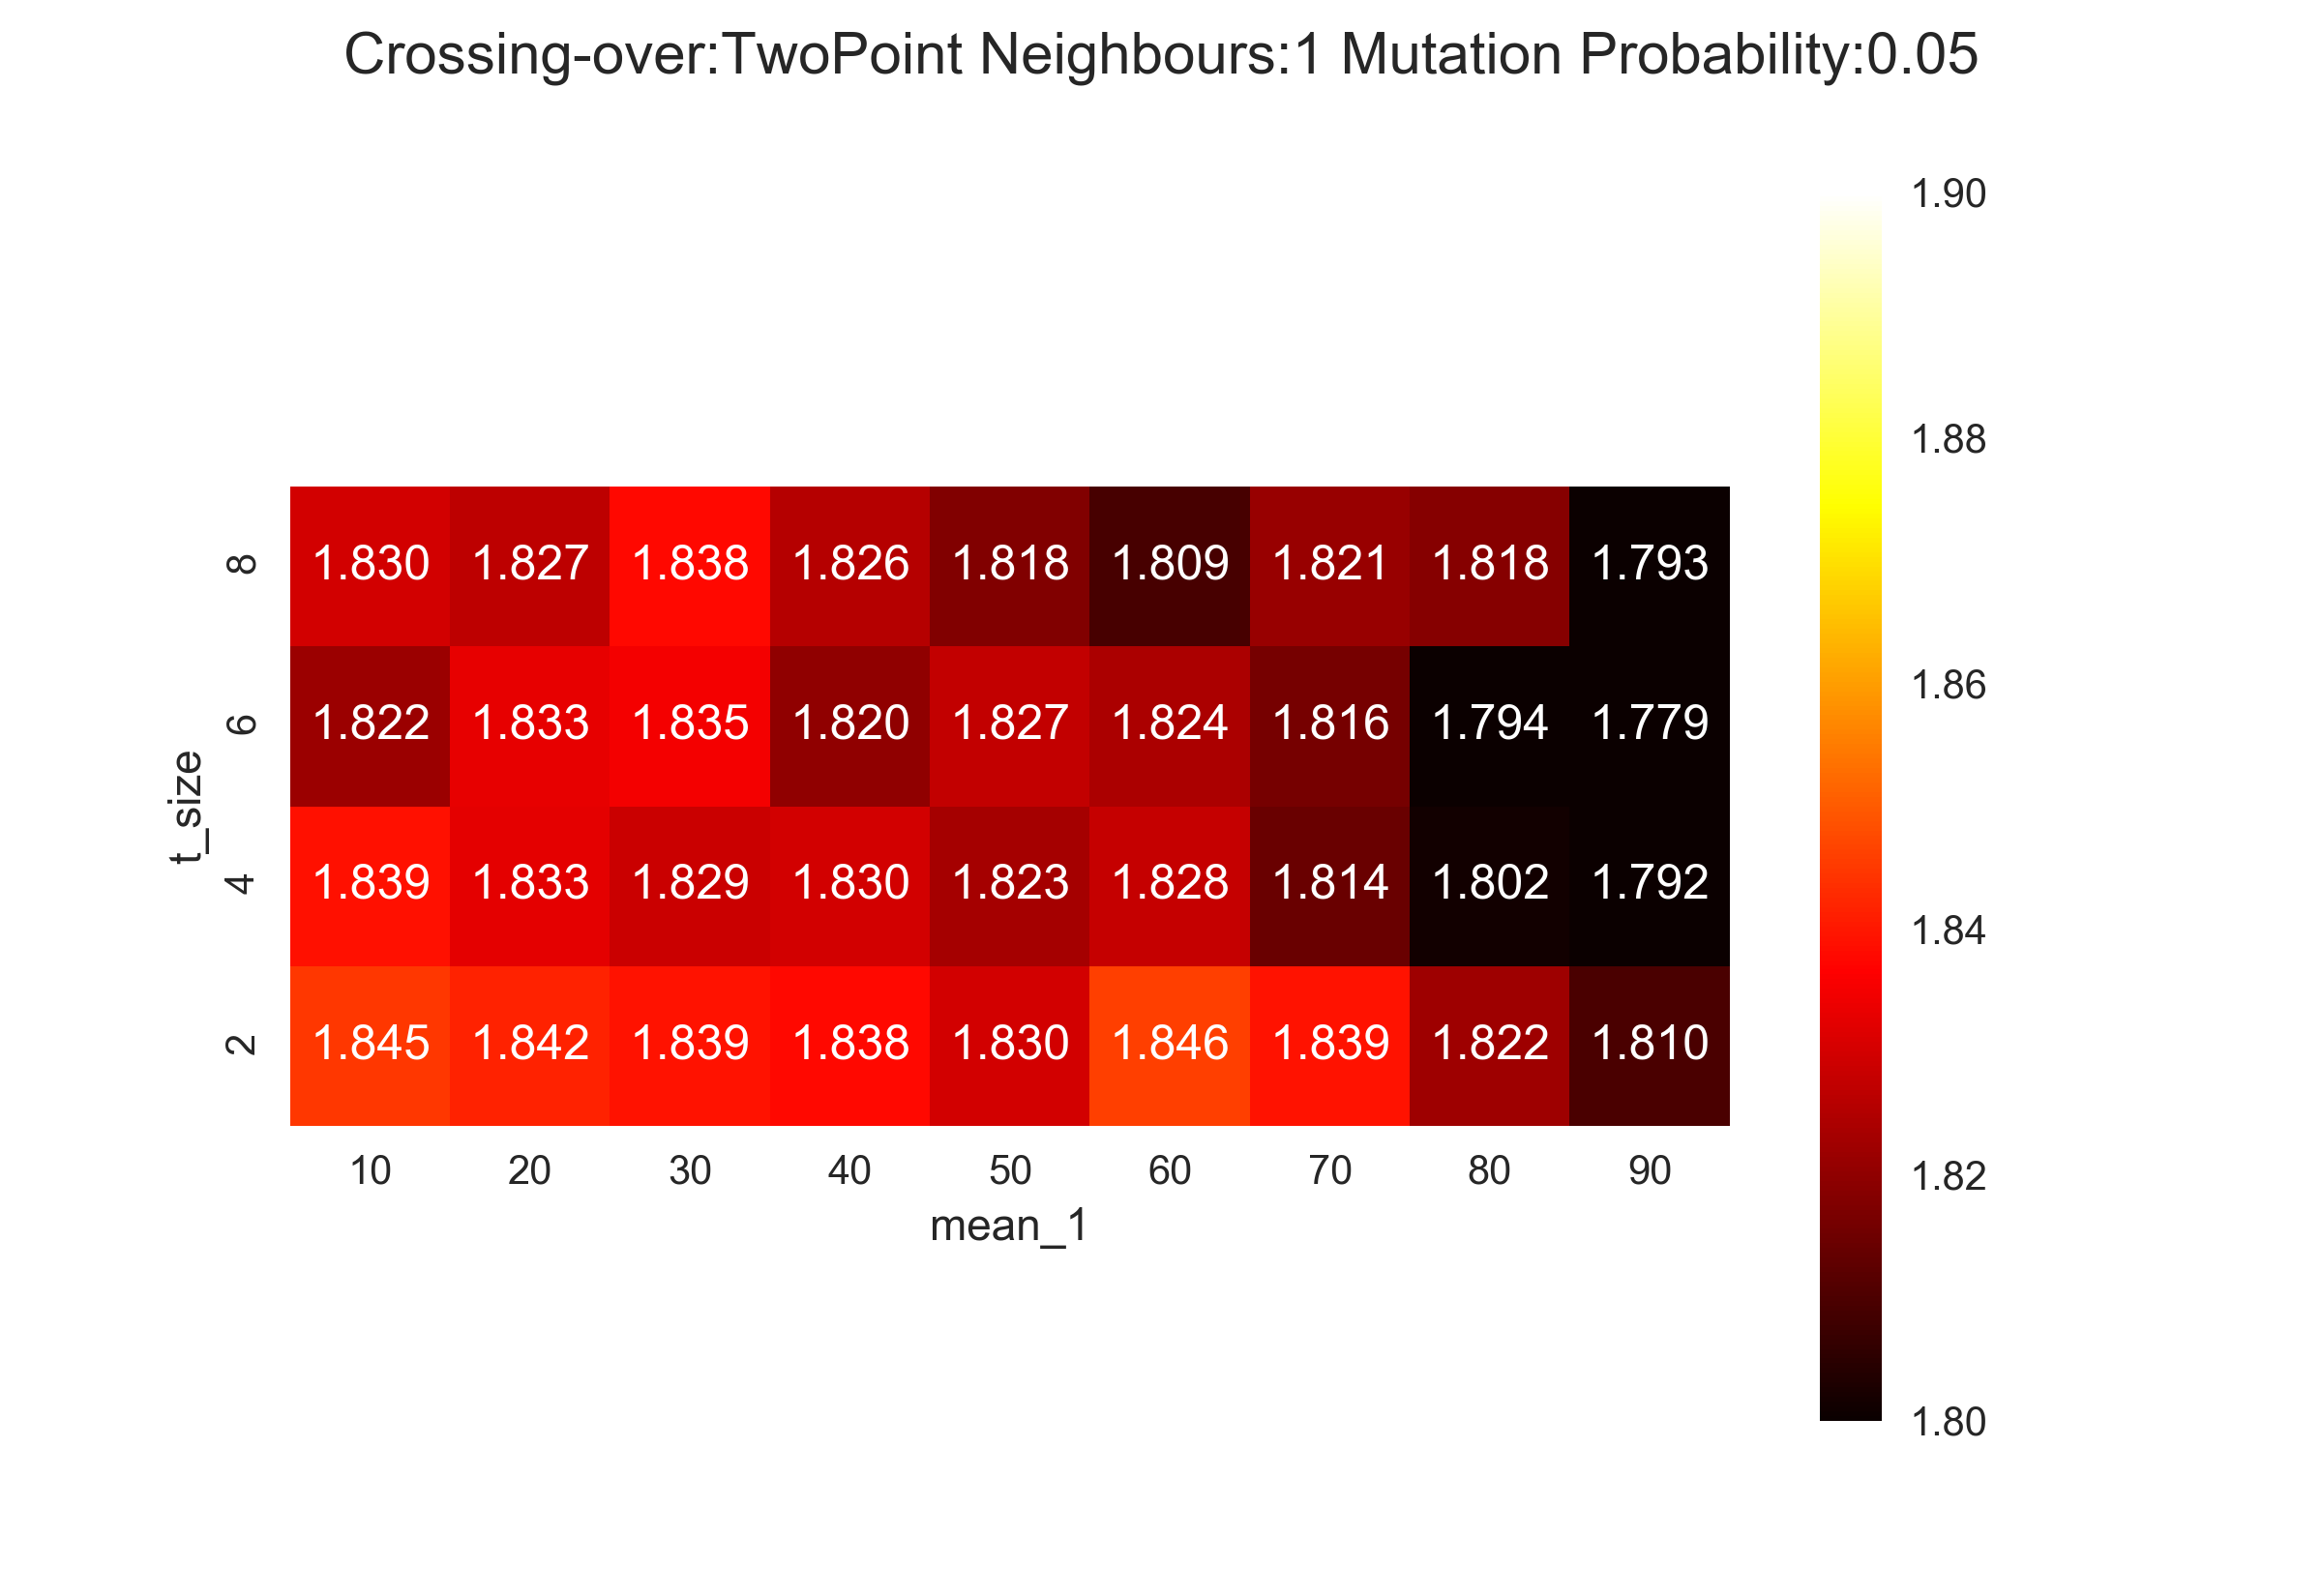 Crossing-over:TwoPoint Neighbours:1 Mutation Probability:0.05
t_size
8 1.830 1.827 1.838 1.826 1.818 1.809 1.821 1.818 1.793
6 1.822 1.833 1.835 1.820 1.827 1.824 1.816 1.794 1.779
4 1.839 1.833 1.829 1.830 1.823 1.828 1.814 1.802 1.792
2 1.845 1.842 1.839 1.838 1.830 1.846 1.839 1.822 1.810
10 20 30 40 50 60 70 80 90
mean_1
1.90
1.88
1.86
1.84
1.82
1.80